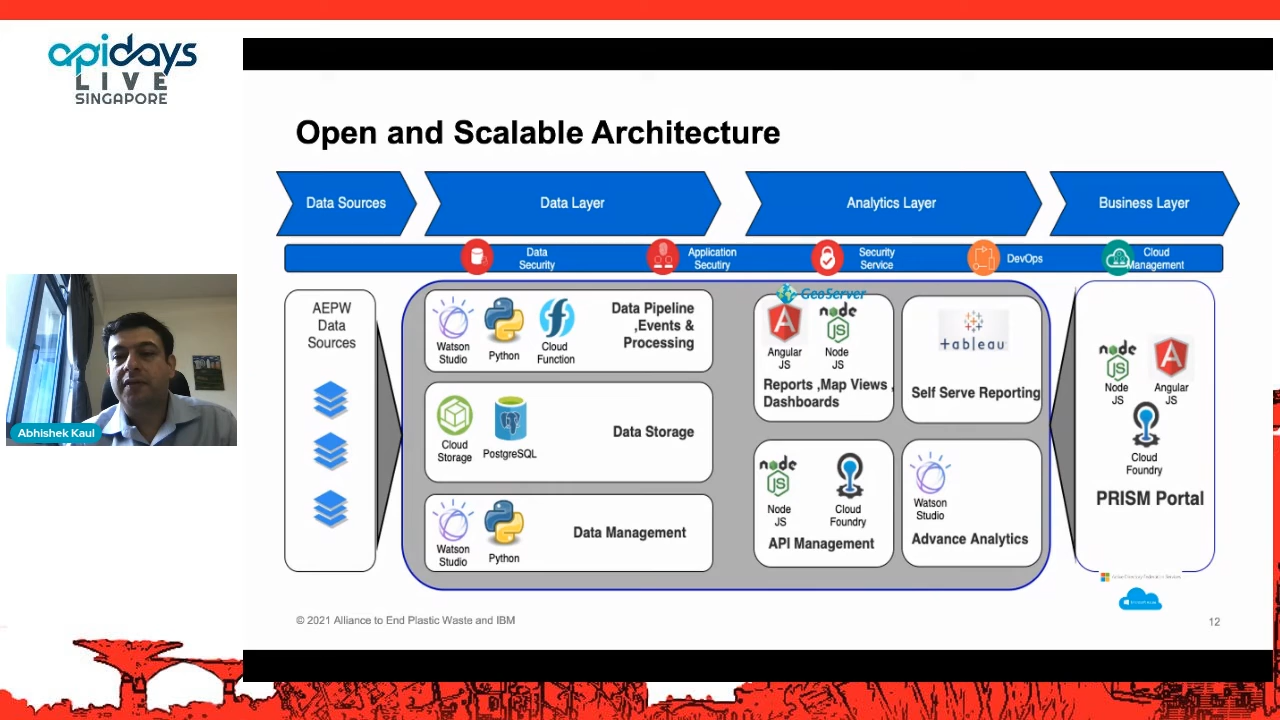 apidays
LIVE
SINGAPORE
Open and Scalable Architecture
Data Sources
Data Layer
Analytics Layer
Business Layer
Data
Security
Application
Secutiry
Security
Service
DevOps
Cloud
Management
AEPW
Data
Sources
Watson
Studio
Python
Cloud
Function
Data Pipeline
,Events &
Processing
Cloud
Storage
PostgreSQL
Data Storage
Watson
Studio
Python
Data Management
GeoServer
Angular
JS
node
JS
Node
JS
Reports ,Map Views ,
Dashboards
+ableau
Self Serve Reporting
node
JS
Node
JS
Cloud
Foundry
API Management
Watson
Studio
Advance Analytics
node
JS
Node
JS
Angular
JS
Cloud
Foundry
PRISM Portal
Abhishek Kaul
© 2021 Alliance to End Plastic Waste and IBM
12